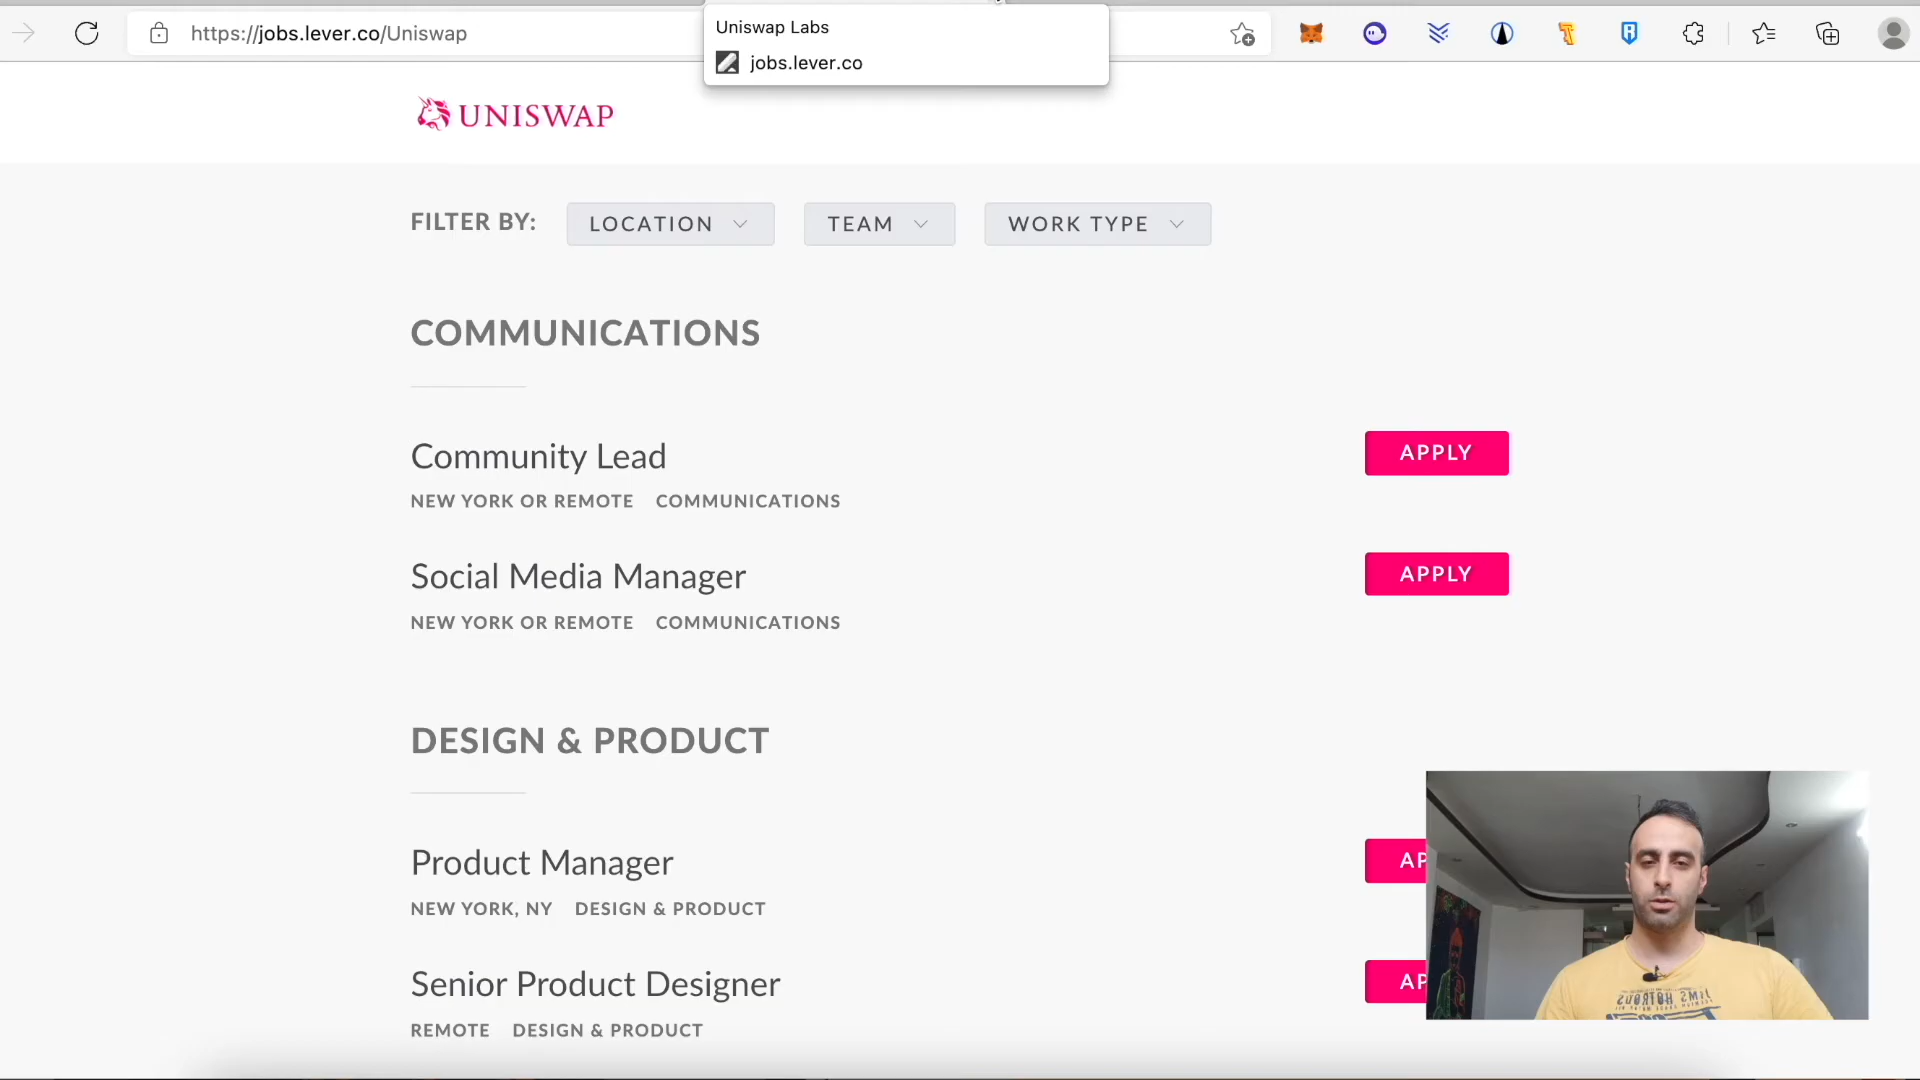 https://jobs.lever.co/Uniswap
Uniswap Labs
jobs.lever.co
UNISWAP
FILTER BY:
LOCATION
TEAM
WORK TYPE
COMMUNICATIONS
Community Lead
APPLY
NEW YORK OR REMOTE COMMUNICATIONS
Social Media Manager
APPLY
NEW YORK OR REMOTE COMMUNICATIONS
DESIGN & PRODUCT
Product Manager
AP
NEW YORK, NY DESIGN & PRODUCT
Senior Product Designer
AP
REMOTE DESIGN & PRODUCT